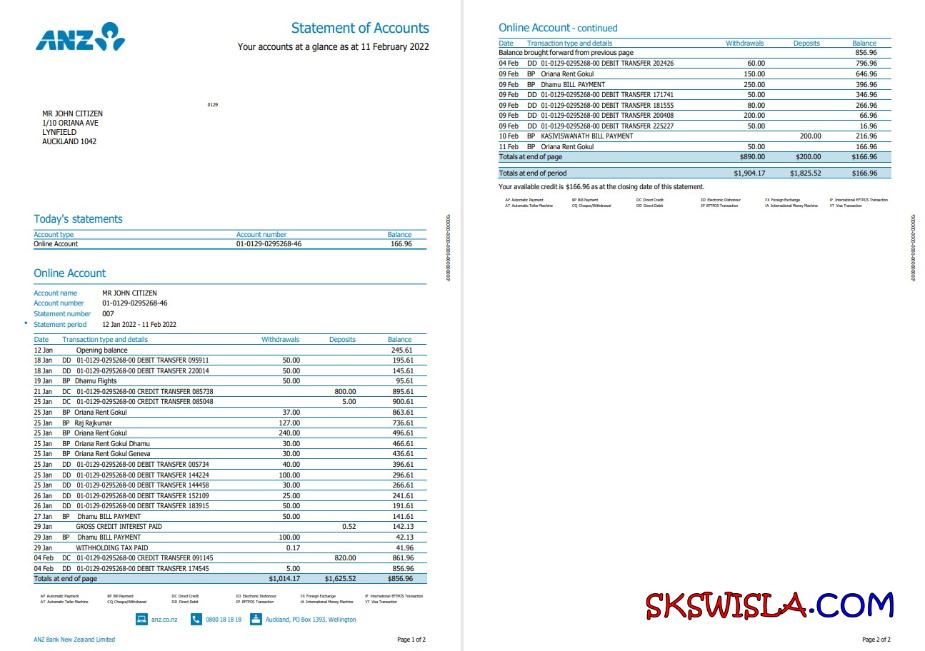 ANZ
Statement of Accounts
Your accounts at a glance as at 11 February 2022
0129
MR JOHN CITIZEN
1/10 ORIANA AVE
LYNFIELD
AUCKLAND 1042
Today's statements
Account type Account number Balance
Online Account 01-0129-0295268-46 166.96
Online Account
Account name MR JOHN CITIZEN
Account number 01-0129-0295268-46
Statement number 007
Statement period 12 Jan 2022 - 11 Feb 2022
Date Transaction type and details Withdrawals Deposits Balance
12 Jan Opening balance 245.61
18 Jan DD 01-0129-0295268-00 DEBIT TRANSFER 095911 50.00 195.61
18 Jan DD 01-0129-0295268-00 DEBIT TRANSFER 220014 50.00 145.61
19 Jan BP Dhamu Flights 50.00 95.61
21 Jan DC 01-0129-0295268-00 CREDIT TRANSFER 085738 800.00 895.61
25 Jan DC 01-0129-0295268-00 CREDIT TRANSFER 085048 5.00 900.61
25 Jan BP Oriana Rent Gokul 37.00 863.61
25 Jan BP Raj Rajkumar 127.00 736.61
25 Jan BP Oriana Rent Gokul 240.00 496.61
25 Jan BP Oriana Rent Gokul Dhamu 30.00 466.61
25 Jan BP Oriana Rent Gokul Geneva 30.00 436.61
25 Jan DD 01-0129-0295268-00 DEBIT TRANSFER 005734 40.00 396.61
25 Jan DD 01-0129-0295268-00 DEBIT TRANSFER 144224 100.00 296.61
25 Jan DD 01-0129-0295268-00 DEBIT TRANSFER 144458 30.00 266.61
26 Jan DD 01-0129-0295268-00 DEBIT TRANSFER 152109 25.00 241.61
26 Jan DD 01-0129-0295268-00 DEBIT TRANSFER 183915 50.00 191.61
27 Jan BP Dhamu BILL PAYMENT 50.00 141.61
29 Jan GROSS CREDIT INTEREST PAID 0.52 142.13
29 Jan BP Dhamu BILL PAYMENT 100.00 42.13
29 Jan WITHHOLDING TAX PAID 0.17 41.96
04 Feb DC 01-0129-0295268-00 CREDIT TRANSFER 091145 820.00 861.96
04 Feb DD 01-0129-0295268-00 DEBIT TRANSFER 174545 5.00 856.96
Totals at end of page $1,014.17 $1,625.52 $856.96
AP Automatic Payment BP Bill Payment DC Direct Credit ED Electronic Dishonour FX Foreign Exchange IP International EFTPOS Transaction
AT Automatic Teller Machine CQ Cheque/Withdrawal DD Direct Debit EP EFTPOS Transaction IA International Money Machine VT Visa Transaction
anz.co.nz 0800 18 18 18 Auckland, PO Box 1393, Wellington
ANZ Bank New Zealand Limited Page 1 of 2
Online Account - continued
Date Transaction type and details Withdrawals Deposits Balance
Balance brought forward from previous page 856.96
04 Feb DD 01-0129-0295268-00 DEBIT TRANSFER 202426 60.00 796.96
09 Feb BP Oriana Rent Gokul 150.00 646.96
09 Feb BP Dhamu BILL PAYMENT 250.00 396.96
09 Feb DD 01-0129-0295268-00 DEBIT TRANSFER 171741 50.00 346.96
09 Feb DD 01-0129-0295268-00 DEBIT TRANSFER 181555 80.00 266.96
09 Feb DD 01-0129-0295268-00 DEBIT TRANSFER 200408 200.00 66.96
09 Feb DD 01-0129-0295268-00 DEBIT TRANSFER 225227 50.00 16.96
10 Feb BP KASIVISWANATH BILL PAYMENT 200.00 216.96
11 Feb BP Oriana Rent Gokul 50.00 166.96
Totals at end of page $890.00 $200.00 $166.96
Totals at end of period $1,904.17 $1,825.52 $166.96
Your available credit is $166.96 as at the closing date of this statement.
AP Automatic Payment BP Bill Payment DC Direct Credit ED Electronic Dishonour FX Foreign Exchange IP International EFTPOS Transaction
AT Automatic Teller Machine CQ Cheque/Withdrawal DD Direct Debit EP EFTPOS Transaction IA International Money Machine VT Visa Transaction
SKSWISLA.COM
Page 2 of 2